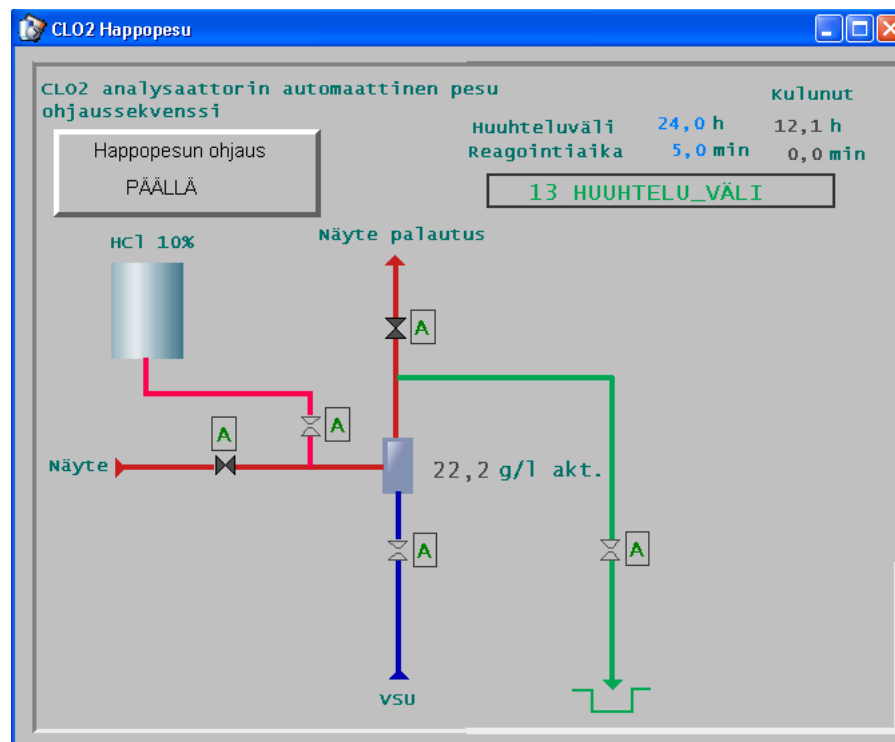 CLO2 Happopesu
CLO2 analysaattorin automaattinen pesu
ohjaussekvenssi
Kulunut
Huuhteluväli 24,0 h 12,1 h
Reagointiaika 5,0 min 0,0 min
Happopesun ohjaus
PÄÄLLÄ
13 HUUHTELU_VÄLI
HCl 10%
Näyte palautus
A
A
A
Näyte
22,2 g/l akt.
A
A
VSU